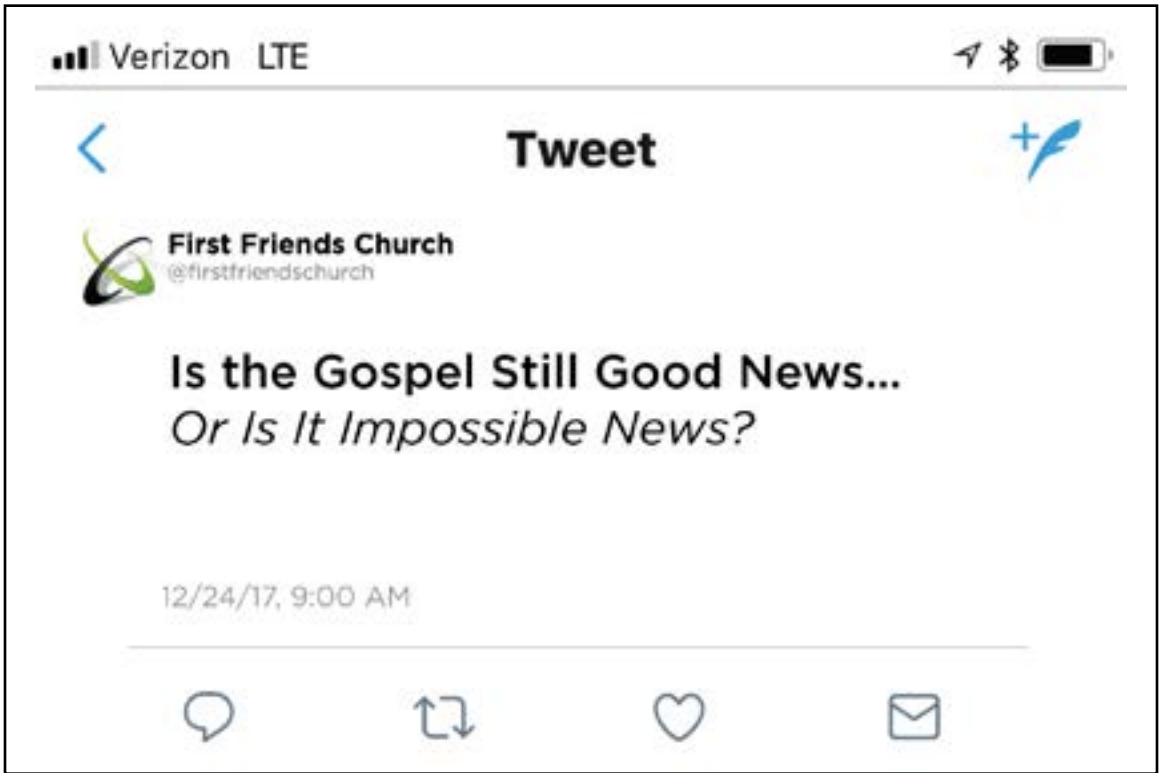 Verizon LTE
Tweet
First Friends Church
@firstfriendschurch
Is the Gospel Still Good News...
Or Is It Impossible News?
12/24/17, 9:00 AM